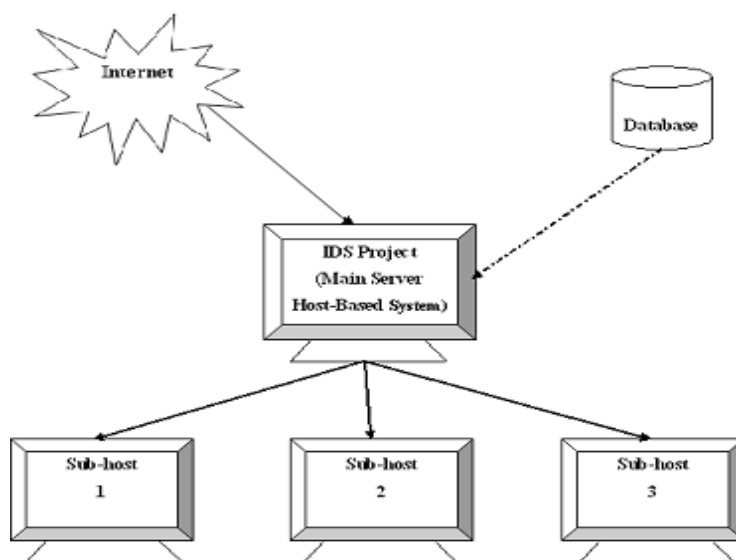 Internet
Database
IDS Project
(Main Server
Host-Based System)
Sub-host
1
Sub-host
2
Sub-host
3